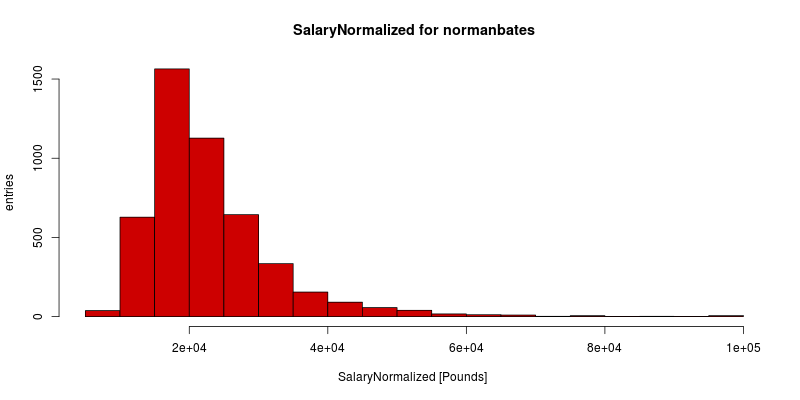 SalaryNormalized for normanbates
entries
1500
1000
500
0
2e+04 4e+04 6e+04 8e+04 1e+05
SalaryNormalized [Pounds]